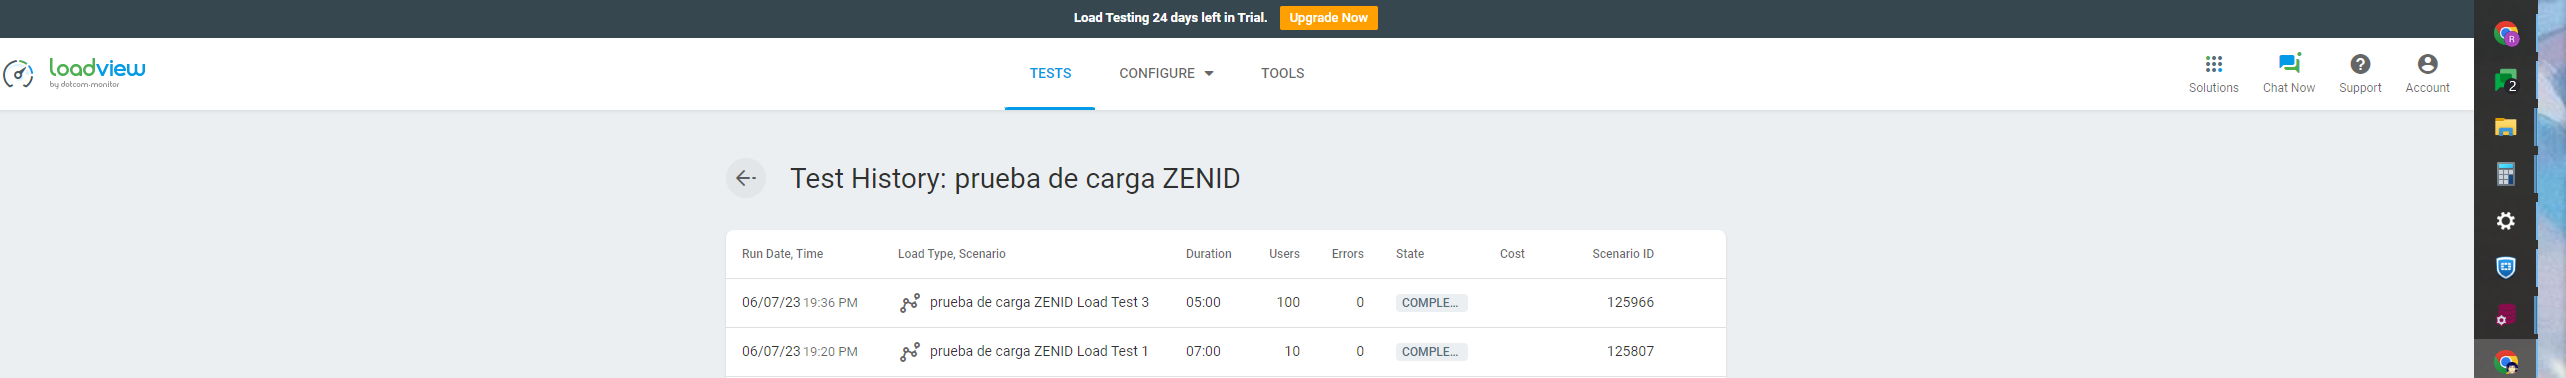 Load Testing 24 days left in Trial. Upgrade Now
loadview
by dotcom-monitor
TESTS CONFIGURE TOOLS
Solutions Chat Now Support Account
R
2
Test History: prueba de carga ZENID
Run Date, Time Load Type, Scenario Duration Users Errors State Cost Scenario ID
06/07/23 19:36 PM prueba de carga ZENID Load Test 3 05:00 100 0 COMPLE... 125966
06/07/23 19:20 PM prueba de carga ZENID Load Test 1 07:00 10 0 COMPLE... 125807